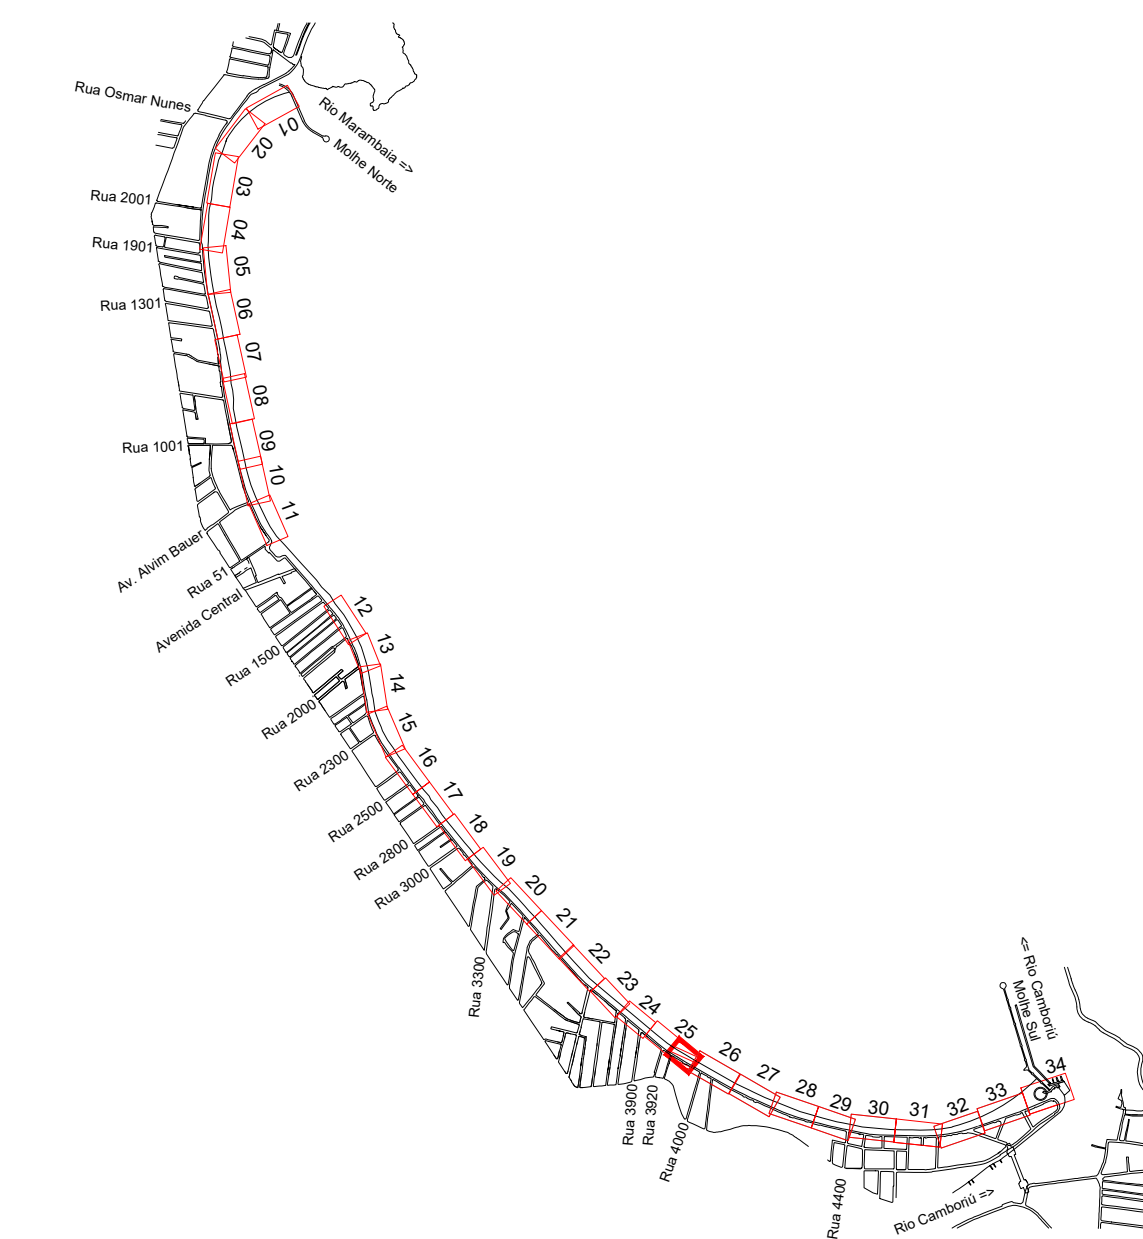 Rua Osmar Nunes
Rio Marambaia =>
Molhe Norte
01
02
03
Rua 2001
04
Rua 1901
05
06
Rua 1301
07
08
09
Rua 1001
10
11
Av. Alvim Bauer
Rua 51
Avenida Central
12
13
Rua 1500
14
Rua 2000
15
16
Rua 2300
17
Rua 2500
18
Rua 2800
19
Rua 3000
20
21
22
Rua 3300
23
24
25
26
27
28
29
30
31
32
33
34
<= Rio Camboriú
Molhe Sul
Rua 3900
Rua 3920
Rua 4000
Rua 4400
Rio Camboriú =>